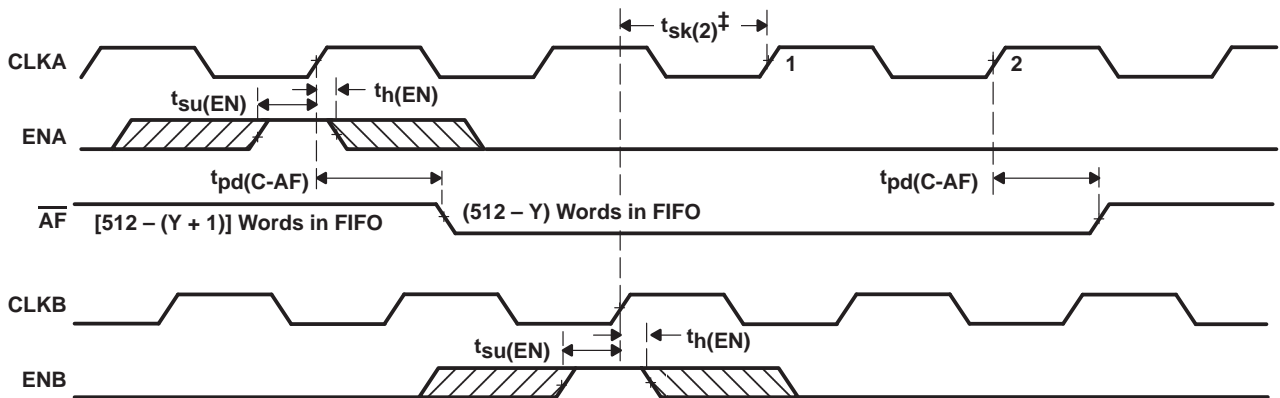 tsk(2)‡
CLKA
1
2
tsu(EN)
th(EN)
ENA
tpd(C-AF)
tpd(C-AF)
AF
[512 – (Y + 1)] Words in FIFO
(512 – Y) Words in FIFO
CLKB
tsu(EN)
th(EN)
ENB